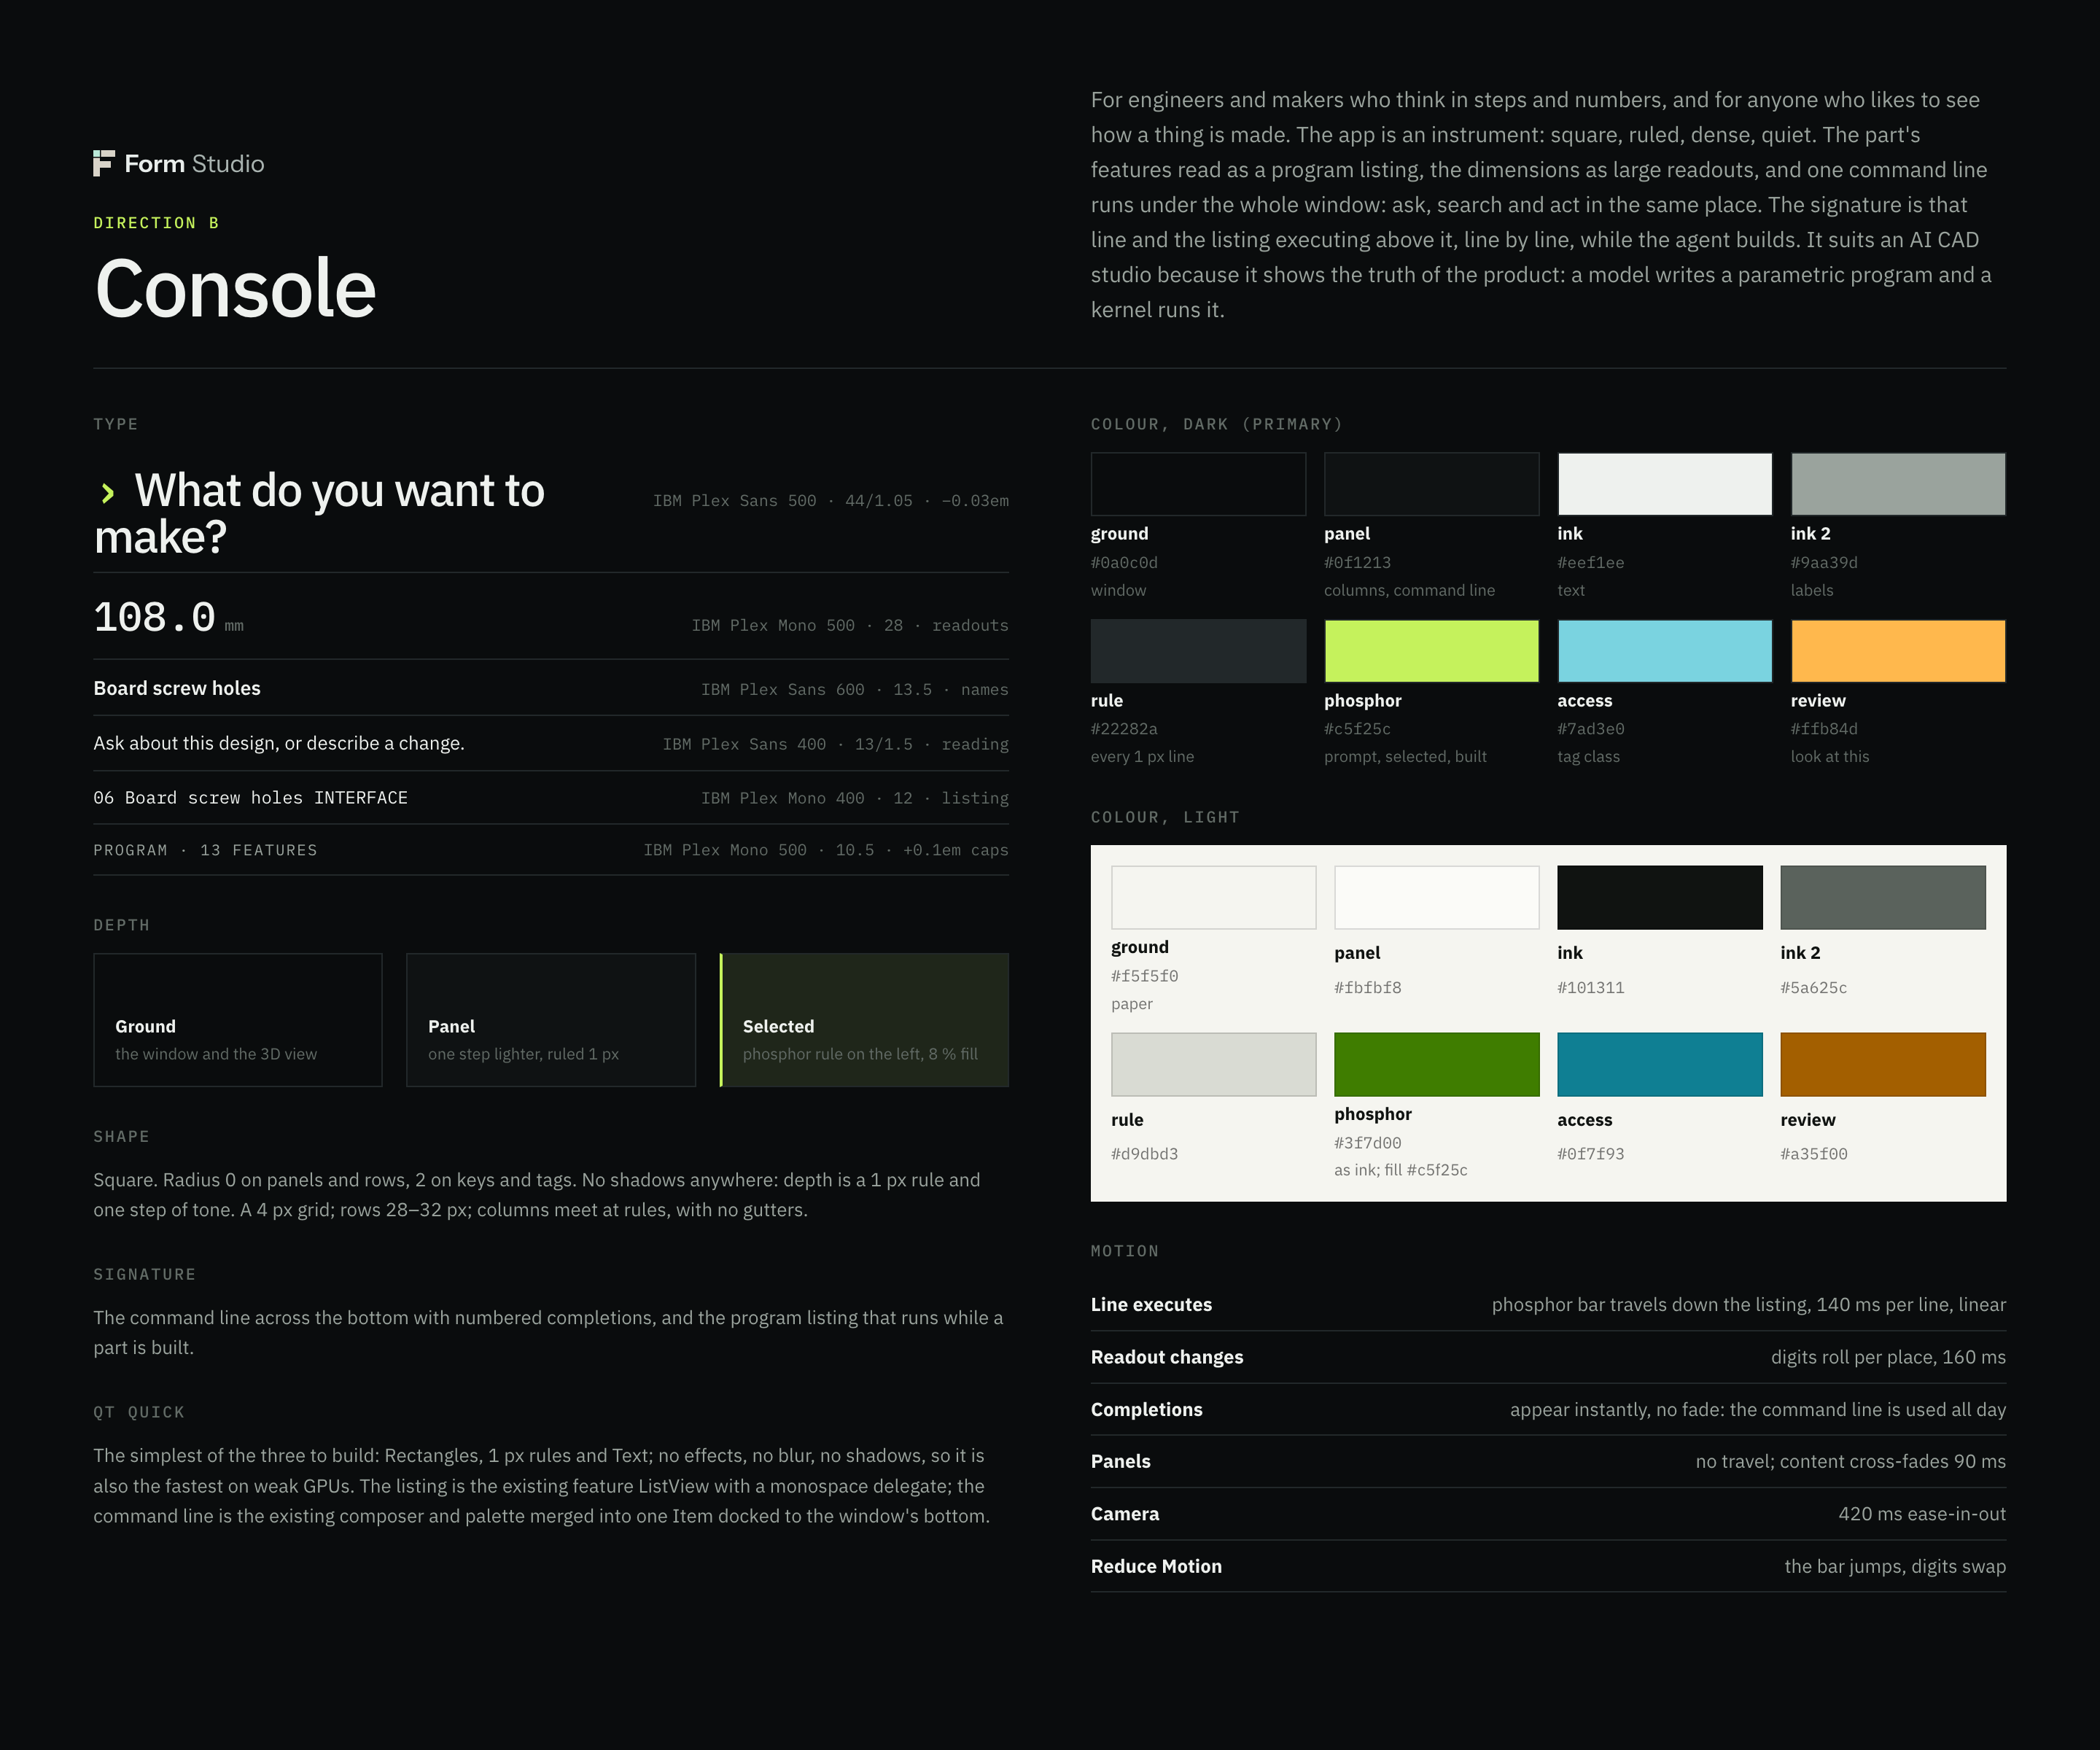 Form Studio
DIRECTION B
Console
For engineers and makers who think in steps and numbers, and for anyone who likes to see
how a thing is made. The app is an instrument: square, ruled, dense, quiet. The part's
features read as a program listing, the dimensions as large readouts, and one command line
runs under the whole window: ask, search and act in the same place. The signature is that
line and the listing executing above it, line by line, while the agent builds. It suits an AI CAD
studio because it shows the truth of the product: a model writes a parametric program and a
kernel runs it.
TYPE
› What do you want to
make?
IBM Plex Sans 500 · 44/1.05 · −0.03em
108.0 mm
IBM Plex Mono 500 · 28 · readouts
Board screw holes
IBM Plex Sans 600 · 13.5 · names
Ask about this design, or describe a change.
IBM Plex Sans 400 · 13/1.5 · reading
06 Board screw holes INTERFACE
IBM Plex Mono 400 · 12 · listing
PROGRAM · 13 FEATURES
IBM Plex Mono 500 · 10.5 · +0.1em caps
DEPTH
Ground
the window and the 3D view
Panel
one step lighter, ruled 1 px
Selected
phosphor rule on the left, 8 % fill
SHAPE
Square. Radius 0 on panels and rows, 2 on keys and tags. No shadows anywhere: depth is a 1 px rule and
one step of tone. A 4 px grid; rows 28–32 px; columns meet at rules, with no gutters.
SIGNATURE
The command line across the bottom with numbered completions, and the program listing that runs while a
part is built.
QT QUICK
The simplest of the three to build: Rectangles, 1 px rules and Text; no effects, no blur, no shadows, so it is
also the fastest on weak GPUs. The listing is the existing feature ListView with a monospace delegate; the
command line is the existing composer and palette merged into one Item docked to the window's bottom.
COLOUR, DARK (PRIMARY)
ground
#0a0c0d
window
panel
#0f1213
columns, command line
ink
#eef1ee
text
ink 2
#9aa39d
labels
rule
#22282a
every 1 px line
phosphor
#c5f25c
prompt, selected, built
access
#7ad3e0
tag class
review
#ffb84d
look at this
COLOUR, LIGHT
ground
#f5f5f0
paper
panel
#fbfbf8
ink
#101311
ink 2
#5a625c
rule
#d9dbd3
phosphor
#3f7d00
as ink; fill #c5f25c
access
#0f7f93
review
#a35f00
MOTION
Line executes
phosphor bar travels down the listing, 140 ms per line, linear
Readout changes
digits roll per place, 160 ms
Completions
appear instantly, no fade: the command line is used all day
Panels
no travel; content cross-fades 90 ms
Camera
420 ms ease-in-out
Reduce Motion
the bar jumps, digits swap